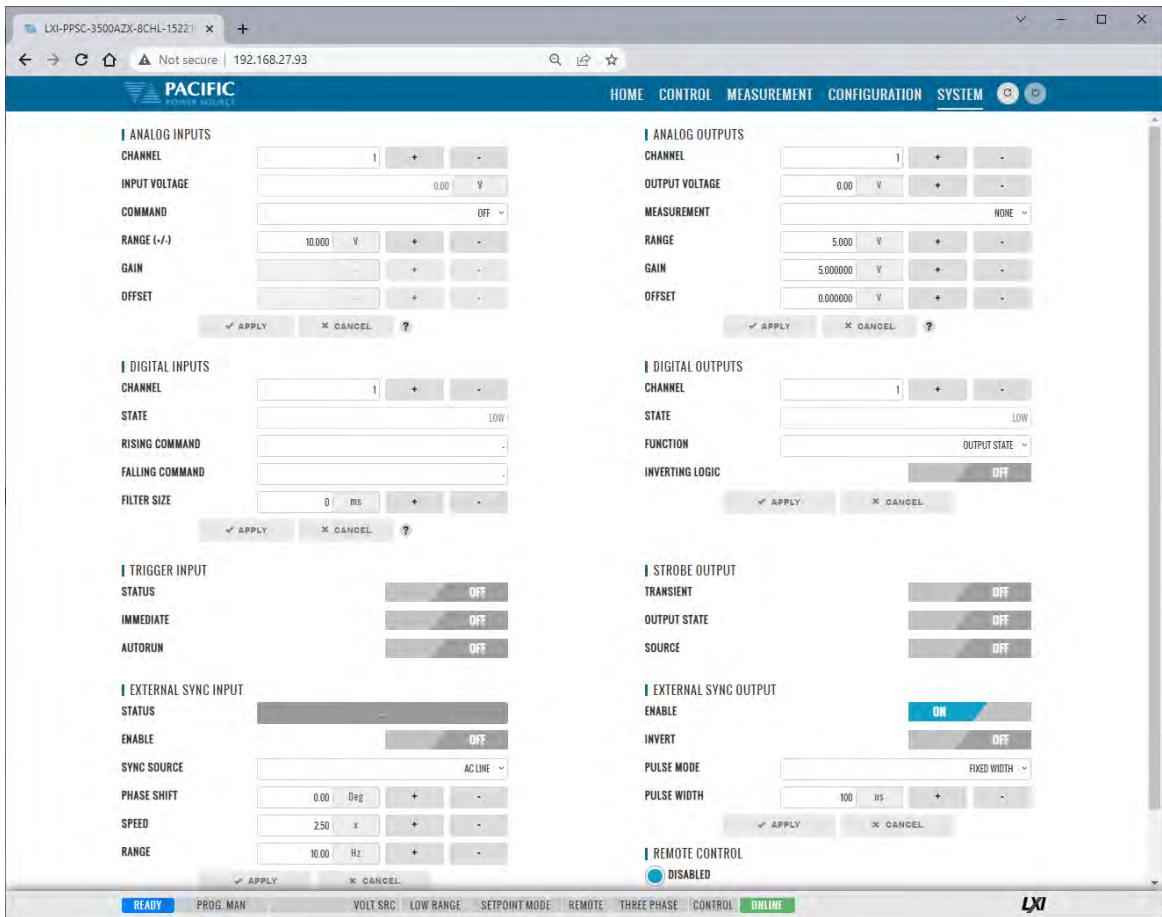 LXI-PPSC-3500AZX-8CHL-15221
Not secure 192.168.27.93
PACIFIC
POWER SOURCE
HOME CONTROL MEASUREMENT CONFIGURATION SYSTEM
ANALOG INPUTS
CHANNEL 1 + -
INPUT VOLTAGE 0.00 V
COMMAND OFF
RANGE (+/-) 10.000 V + -
GAIN -- + -
OFFSET -- + -
✓ APPLY × CANCEL ?
ANALOG OUTPUTS
CHANNEL 1 + -
OUTPUT VOLTAGE 0.00 V + -
MEASUREMENT NONE
RANGE 5.000 V + -
GAIN 5.000000 V + -
OFFSET 0.000000 V + -
✓ APPLY × CANCEL ?
DIGITAL INPUTS
CHANNEL 1 + -
STATE LOW
RISING COMMAND -
FALLING COMMAND -
FILTER SIZE 0 ms + -
✓ APPLY × CANCEL ?
DIGITAL OUTPUTS
CHANNEL 1 + -
STATE LOW
FUNCTION OUTPUT STATE
INVERTING LOGIC OFF
✓ APPLY × CANCEL
TRIGGER INPUT
STATUS OFF
IMMEDIATE OFF
AUTORUN OFF
STROBE OUTPUT
TRANSIENT OFF
OUTPUT STATE OFF
SOURCE OFF
EXTERNAL SYNC INPUT
STATUS --
ENABLE OFF
SYNC SOURCE AC LINE
PHASE SHIFT 0.00 Deg + -
SPEED 2.50 x + -
RANGE 10.00 Hz + -
✓ APPLY × CANCEL
EXTERNAL SYNC OUTPUT
ENABLE ON
INVERT OFF
PULSE MODE FIXED WIDTH
PULSE WIDTH 100 + -
✓ APPLY × CANCEL
REMOTE CONTROL
DISABLED
READY PROG. MAN VOLT SRC LOW RANGE SETPOINT MODE REMOTE THREE PHASE CONTROL ONLINE LXI